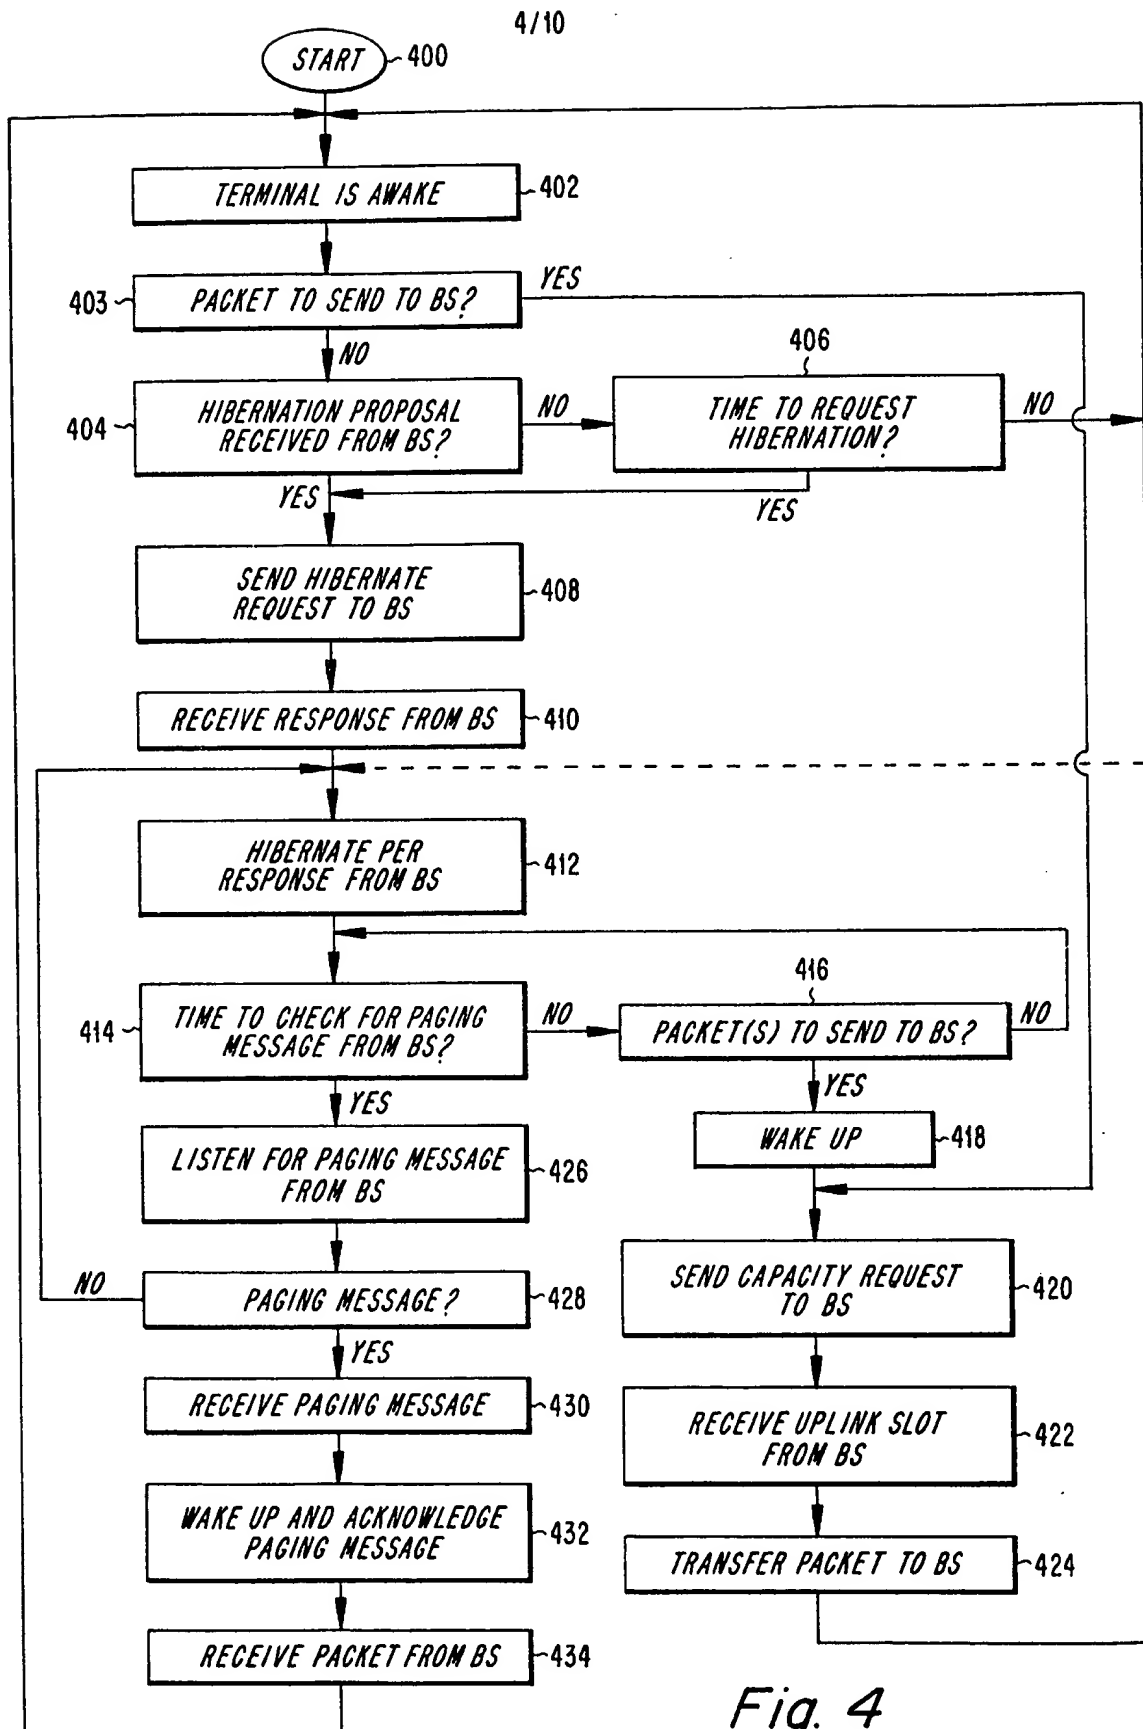 4/10
START
400
TERMINAL IS AWAKE
402
PACKET TO SEND TO BS?
403
YES
NO
HIBERNATION PROPOSAL
RECEIVED FROM BS?
404
NO
406
TIME TO REQUEST
HIBERNATION?
NO
YES
YES
SEND HIBERNATE
REQUEST TO BS
408
RECEIVE RESPONSE FROM BS
410
HIBERNATE PER
RESPONSE FROM BS
412
TIME TO CHECK FOR PAGING
MESSAGE FROM BS?
414
NO
416
PACKET(S) TO SEND TO BS?
NO
YES
YES
WAKE UP
418
LISTEN FOR PAGING MESSAGE
FROM BS
426
SEND CAPACITY REQUEST
TO BS
420
NO
PAGING MESSAGE?
428
YES
RECEIVE PAGING MESSAGE
430
RECEIVE UPLINK SLOT
FROM BS
422
WAKE UP AND ACKNOWLEDGE
PAGING MESSAGE
432
TRANSFER PACKET TO BS
424
RECEIVE PACKET FROM BS
434
Fig. 4